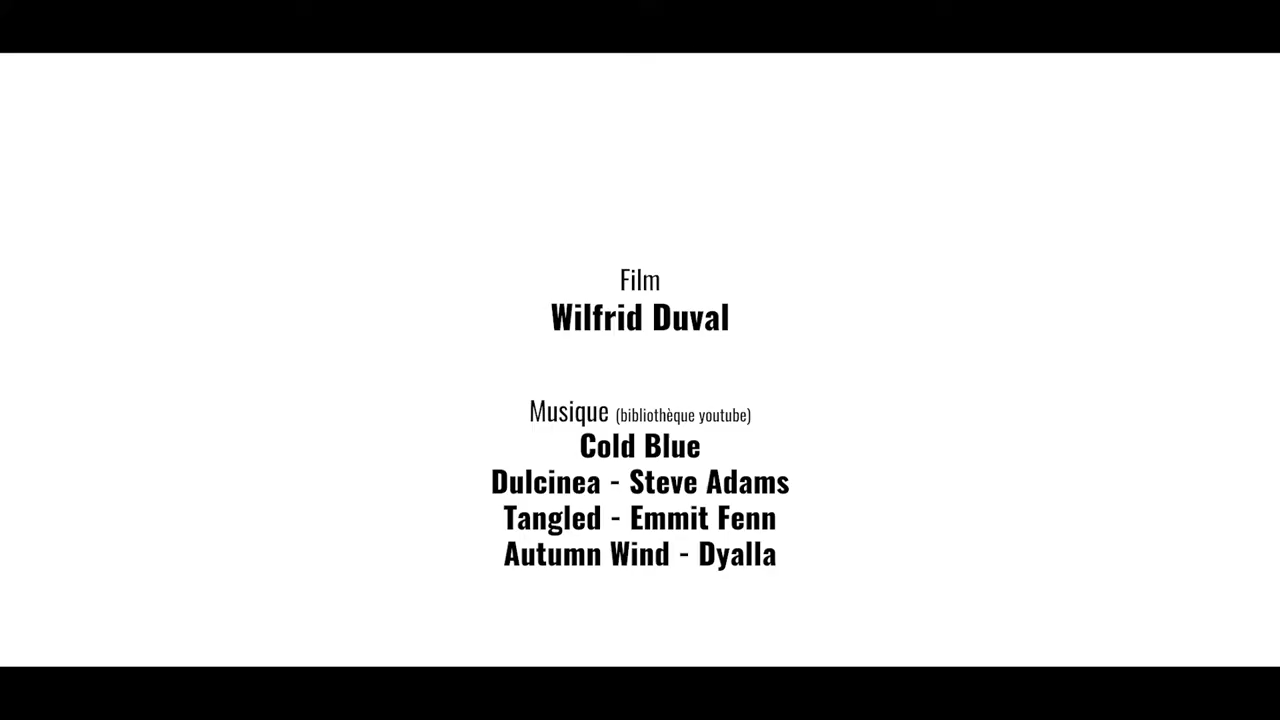 Film
Wilfrid Duval
Musique (bibliothèque youtube)
Cold Blue
Dulcinea - Steve Adams
Tangled - Emmit Fenn
Autumn Wind - Dyalla